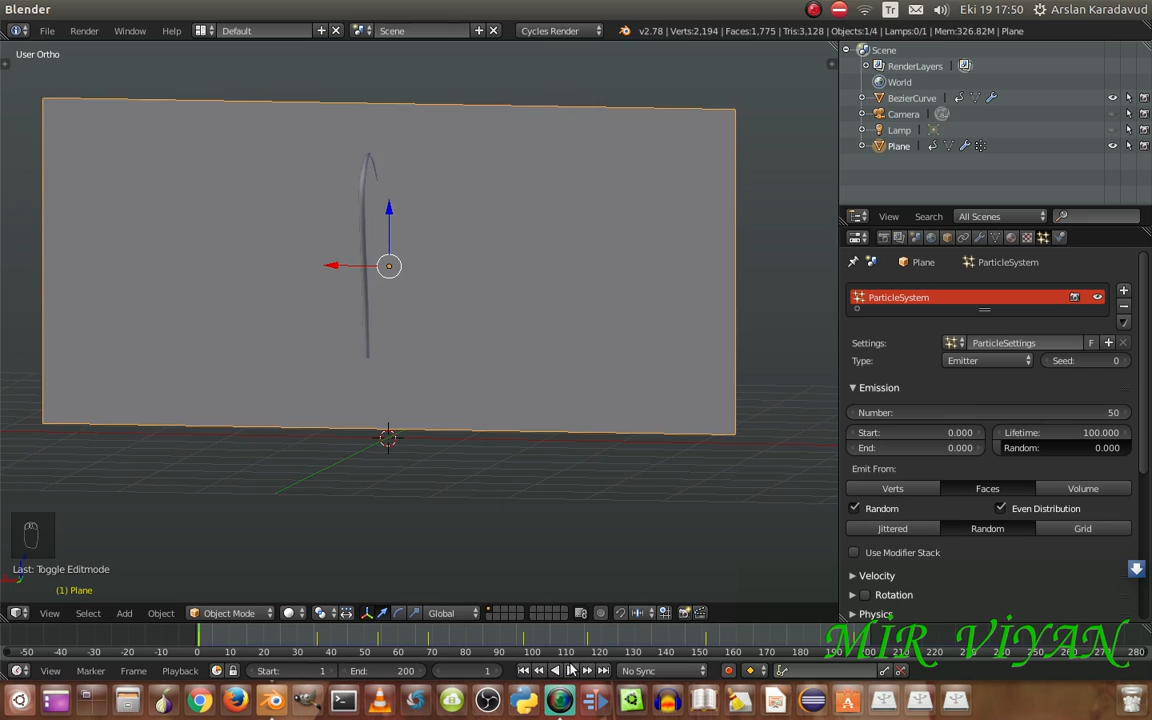 Blender
Tr
Eki 19 17:50
Arslan Karadavud
File
Render
Window
Help
Default
Scene
Cycles Render
v2.78 | Verts:2,194 | Faces:1,775 | Tris:3,128 | Objects:1/4 | Lamps:0/1 | Mem:326.82M | Plane
User Ortho
Scene
RenderLayers
World
BezierCurve
Camera
Lamp
Plane
View
Search
All Scenes
Plane
ParticleSystem
ParticleSystem
Settings:
ParticleSettings
F
Type:
Emitter
Seed:
0
Emission
Number:
50
Start:
0.000
Lifetime:
100.000
End:
0.000
Random:
0.000
Emit From:
Verts
Faces
Volume
Random
Even Distribution
Jittered
Random
Grid
Use Modifier Stack
Velocity
Rotation
Physics
Last: Toggle Editmode
(1) Plane
View
Select
Add
Object
Object Mode
Global
MİR VİYAN
-50 -40 -30 -20 -10 0 10 20 30 40 50 60 70 80 90 100 110 120 130 140 150 160 170 180 190 200 210 220 230 240 250 260 270 280
View
Marker
Frame
Playback
Start:
1
End:
200
1
No Sync